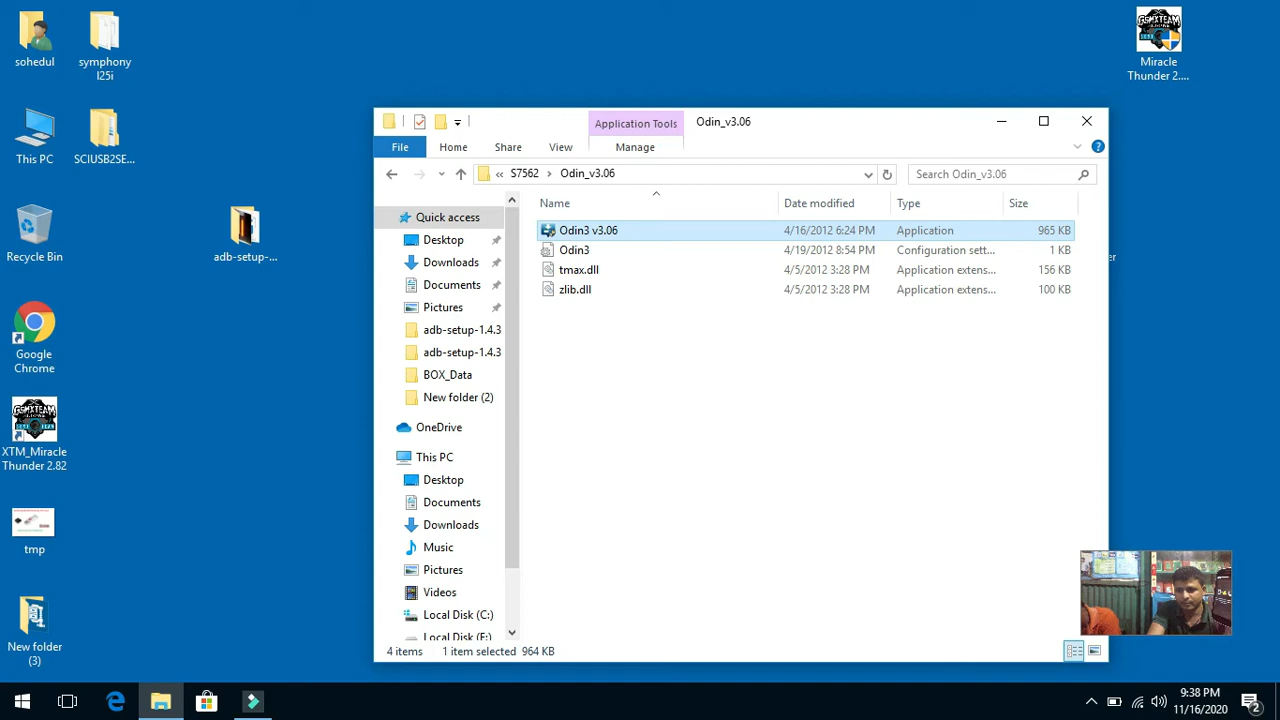 sohedul
symphony
I25i
This PC
SCIUSB2SE...
Recycle Bin
adb-setup-...
Google
Chrome
XTM_Miracle
Thunder 2.82
tmp
New folder
(3)
Miracle
Thunder 2....
Application Tools
Odin_v3.06
File
Home
Share
View
Manage
« S7562 > Odin_v3.06
Search Odin_v3.06
Name
Date modified
Type
Size
Odin3 v3.06
4/16/2012 6:24 PM
Application
965 KB
Odin3
4/19/2012 8:54 PM
Configuration sett...
1 KB
tmax.dll
4/5/2012 3:28 PM
Application extens...
156 KB
zlib.dll
4/5/2012 3:28 PM
Application extens...
100 KB
Quick access
Desktop
Downloads
Documents
Pictures
adb-setup-1.4.3
adb-setup-1.4.3
BOX_Data
New folder (2)
OneDrive
This PC
Desktop
Documents
Downloads
Music
Pictures
Videos
Local Disk (C:)
Local Disk (E:)
4 items
1 item selected 964 KB
9:38 PM
11/16/2020
2